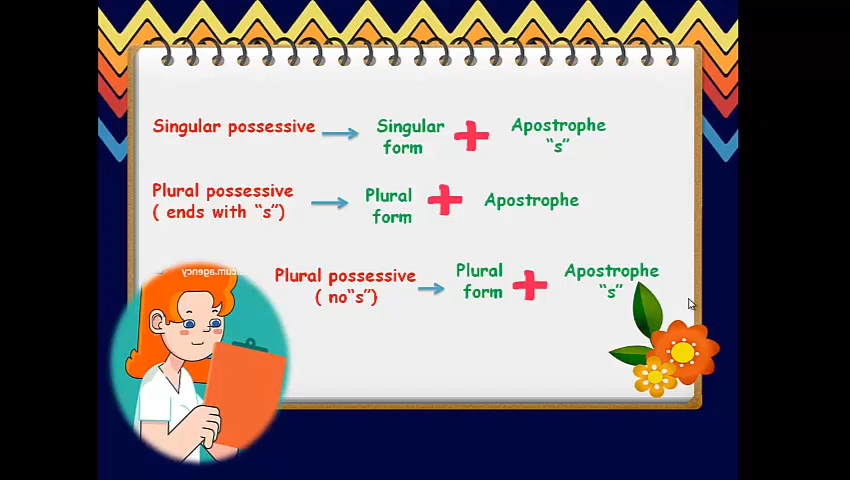 Singular possessive Singular form Apostrophe "s"
Plural possessive ( ends with "s") Plural form Apostrophe
Plural possessive ( no"s") Plural form Apostrophe "s"